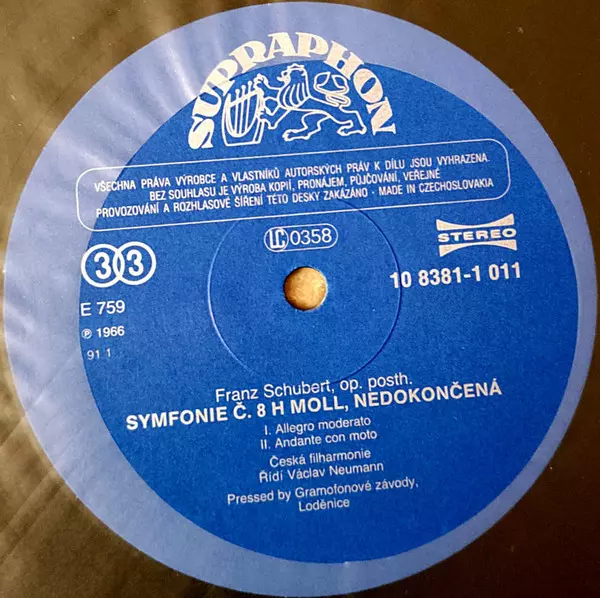 SUPRAPHON
VŠECHNA PRÁVA VÝROBCE A VLASTNÍKŮ AUTORSKÝCH PRÁV K DÍLU JSOU VYHRAZENA.
BEZ SOUHLASU JE VÝROBA KOPIÍ, PRONÁJEM, PŮJČOVÁNÍ, VEŘEJNÉ
PROVOZOVÁNÍ A ROZHLASOVÉ ŠÍŘENÍ TÉTO DESKY ZAKÁZÁNO · MADE IN CZECHOSLOVAKIA
LC 0358
STEREO
33
10 8381-1 011
E 759
℗ 1966
91 1
Franz Schubert, op. posth.
SYMFONIE Č. 8 H MOLL, NEDOKONČENÁ
I. Allegro moderato
II. Andante con moto
Česká filharmonie
Řídí Václav Neumann
Pressed by Gramofonové závody,
Loděnice